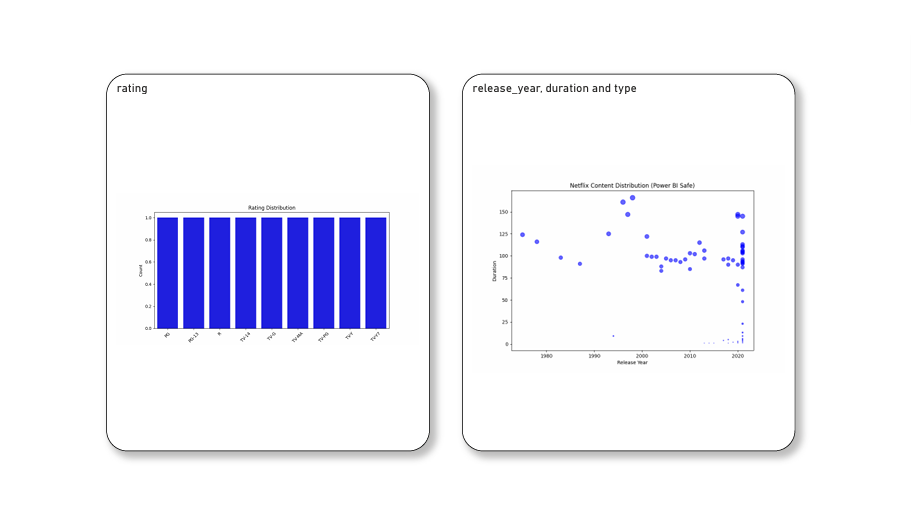 rating
Rating Distribution
Count
1.0
0.8
0.6
0.4
0.2
0.0
PG
PG-13
R
TV-14
TV-G
TV-MA
TV-PG
TV-Y
TV-Y7
release_year, duration and type
Netflix Content Distribution (Power BI Safe)
Duration
150
125
100
75
50
25
0
1980 1990 2000 2010 2020
Release Year